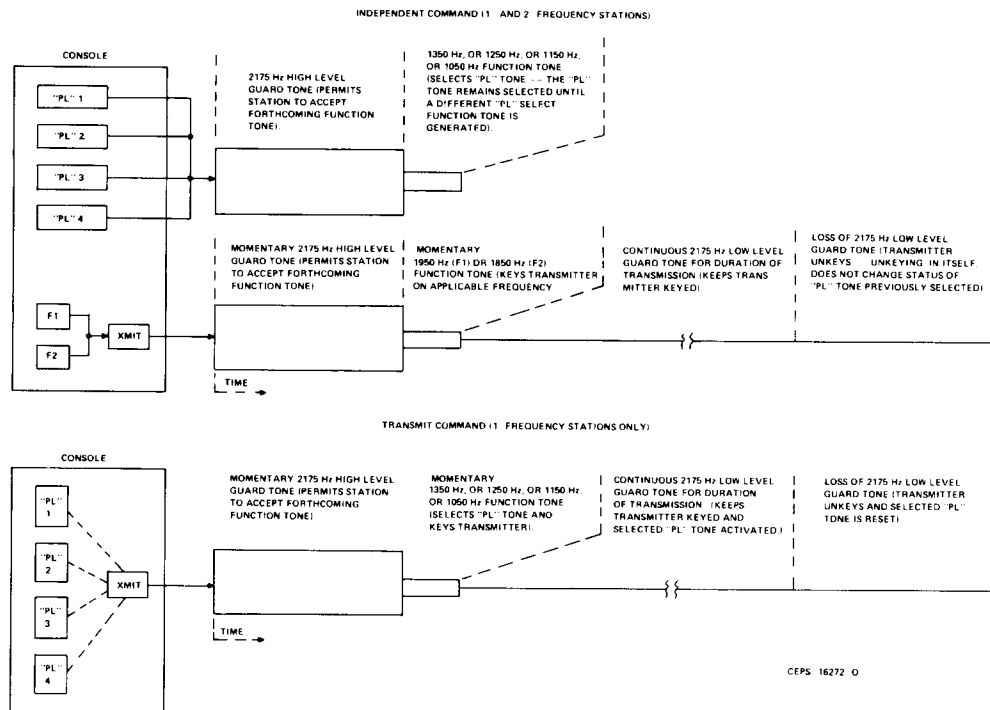 INDEPENDENT COMMAND (1 AND 2 FREQUENCY STATIONS)
CONSOLE
"PL" 1
"PL" 2
"PL" 3
"PL" 4
2175 Hz HIGH LEVEL
GUARD TONE (PERMITS
STATION TO ACCEPT
FORTHCOMING FUNCTION
TONE).
1350 Hz, OR 1250 Hz, OR 1150 Hz,
OR 1050 Hz FUNCTION TONE
(SELECTS "PL" TONE -- THE "PL"
TONE REMAINS SELECTED UNTIL
A DIFFERENT "PL" SELECT
FUNCTION TONE IS
GENERATED).
F1
F2
XMIT
MOMENTARY 2175 Hz HIGH LEVEL
GUARD TONE (PERMITS STATION
TO ACCEPT FORTHCOMING
FUNCTION TONE)
MOMENTARY
1950 Hz (F1) OR 1850 Hz (F2)
FUNCTION TONE (KEYS TRANSMITTER
ON APPLICABLE FREQUENCY
CONTINUOUS 2175 Hz LOW LEVEL
GUARD TONE FOR DURATION OF
TRANSMISSION (KEEPS TRANS
MITTER KEYED)
LOSS OF 2175 Hz LOW LEVEL
GUARD TONE (TRANSMITTER
UNKEYS UNKEYING IN ITSELF,
DOES NOT CHANGE STATUS OF
"PL" TONE PREVIOUSLY SELECTED)
TIME
TRANSMIT COMMAND (1 FREQUENCY STATIONS ONLY)
CONSOLE
"PL"
1
"PL"
2
"PL"
3
"PL"
4
XMIT
MOMENTARY 2175 Hz HIGH LEVEL
GUARD TONE (PERMITS STATION
TO ACCEPT FORTHCOMING
FUNCTION TONE)
MOMENTARY
1350 Hz, OR 1250 Hz, OR 1150 Hz,
OR 1050 Hz FUNCTION TONE
(SELECTS "PL" TONE AND
KEYS TRANSMITTER).
CONTINUOUS 2175 Hz LOW LEVEL
GUARD TONE FOR DURATION
OF TRANSMISSION (KEEPS
TRANSMITTER KEYED AND
SELECTED "PL" TONE ACTIVATED.)
LOSS OF 2175 Hz LOW LEVEL
GUARD TONE (TRANSMITTER
UNKEYS AND SELECTED "PL"
TONE IS RESET)
TIME
CEPS 16272 O